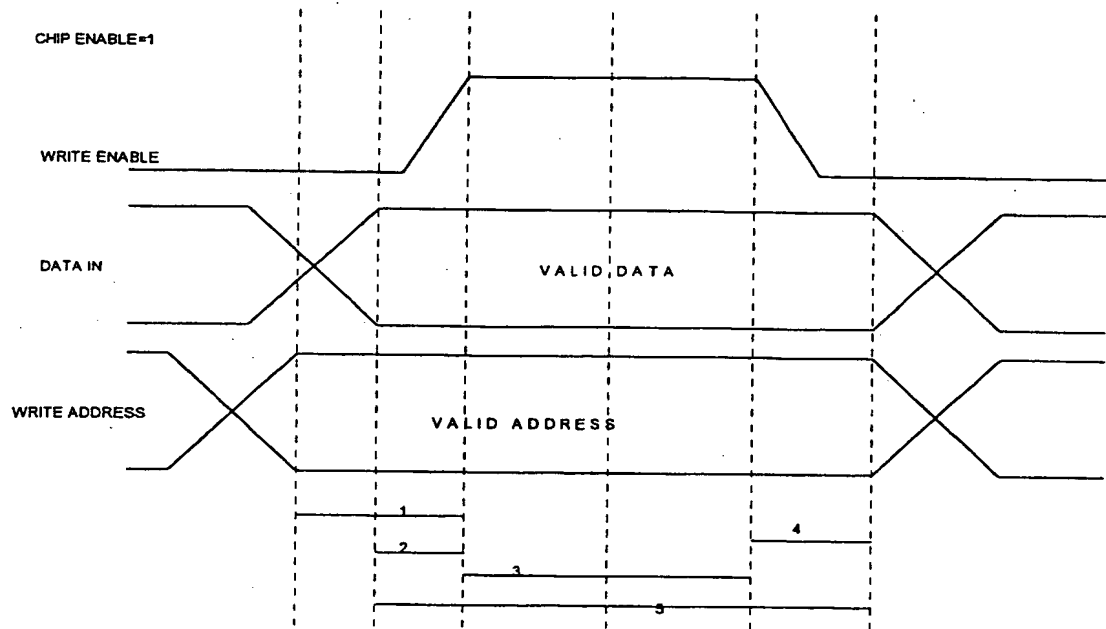 CHIP ENABLE=1
WRITE ENABLE
DATA IN
VALID DATA
WRITE ADDRESS
VALID ADDRESS
1
4
2
3
5